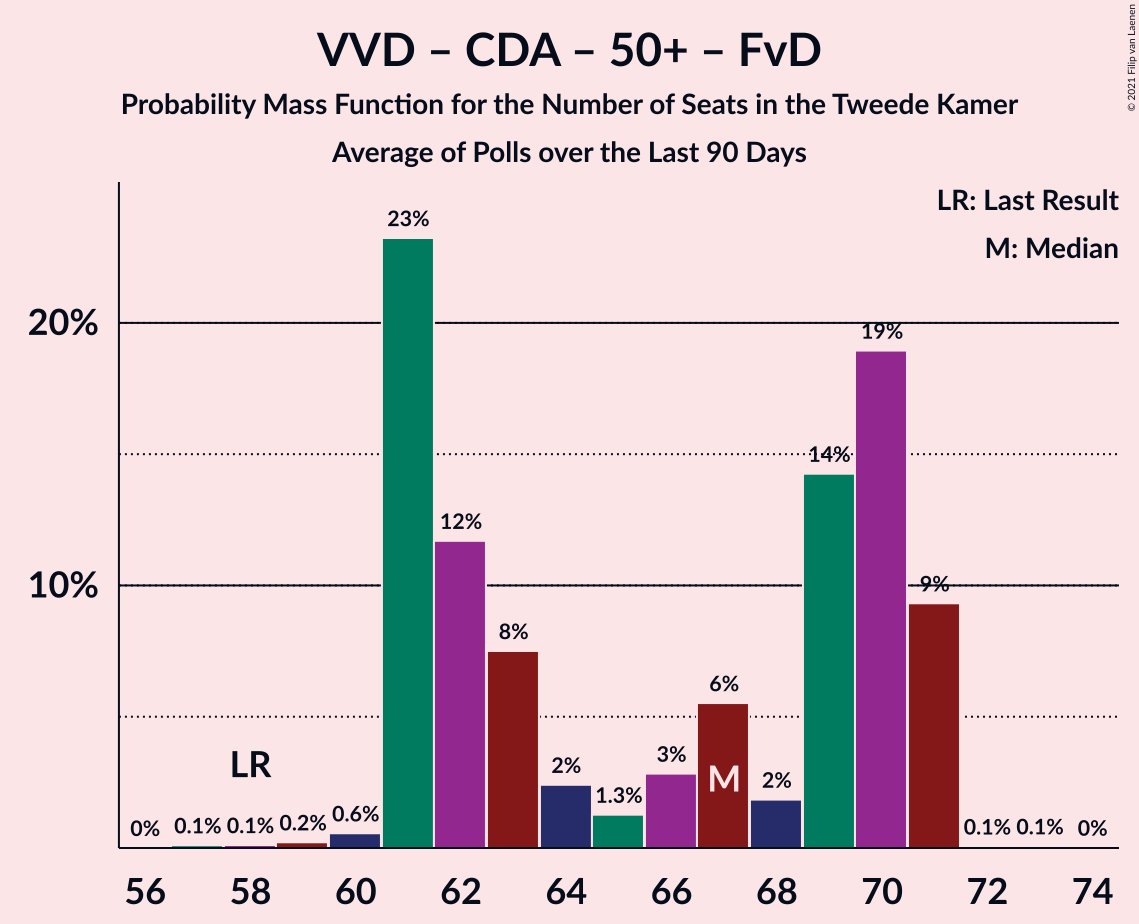 VVD – CDA – 50+ – FvD
Probability Mass Function for the Number of Seats in the Tweede Kamer
Average of Polls over the Last 90 Days
© 2021 Filip van Laenen
LR: Last Result
M: Median
23%
20%
19%
14%
12%
10%
9%
8%
6%
LR
M
3%
2%
2%
1.3%
0.6%
0.2%
0% 0.1% 0.1%
0.1% 0.1% 0%
56 58 60 62 64 66 68 70 72 74